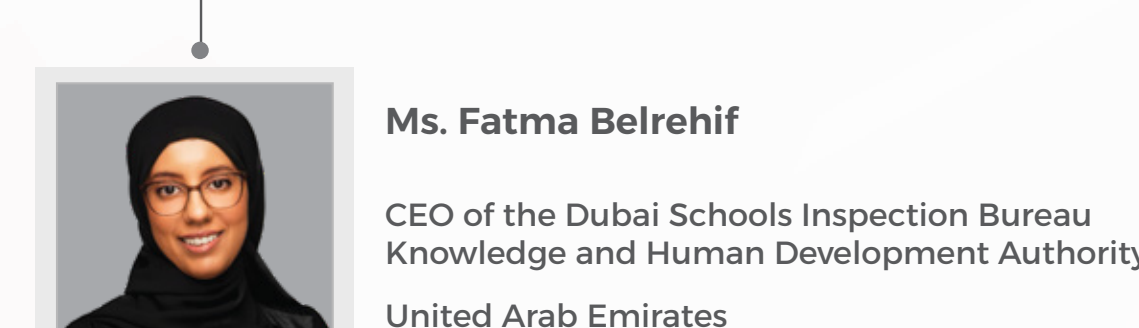 Ms. Fatma Belrehif
CEO of the Dubai Schools Inspection Bureau
Knowledge and Human Development Authority
United Arab Emirates